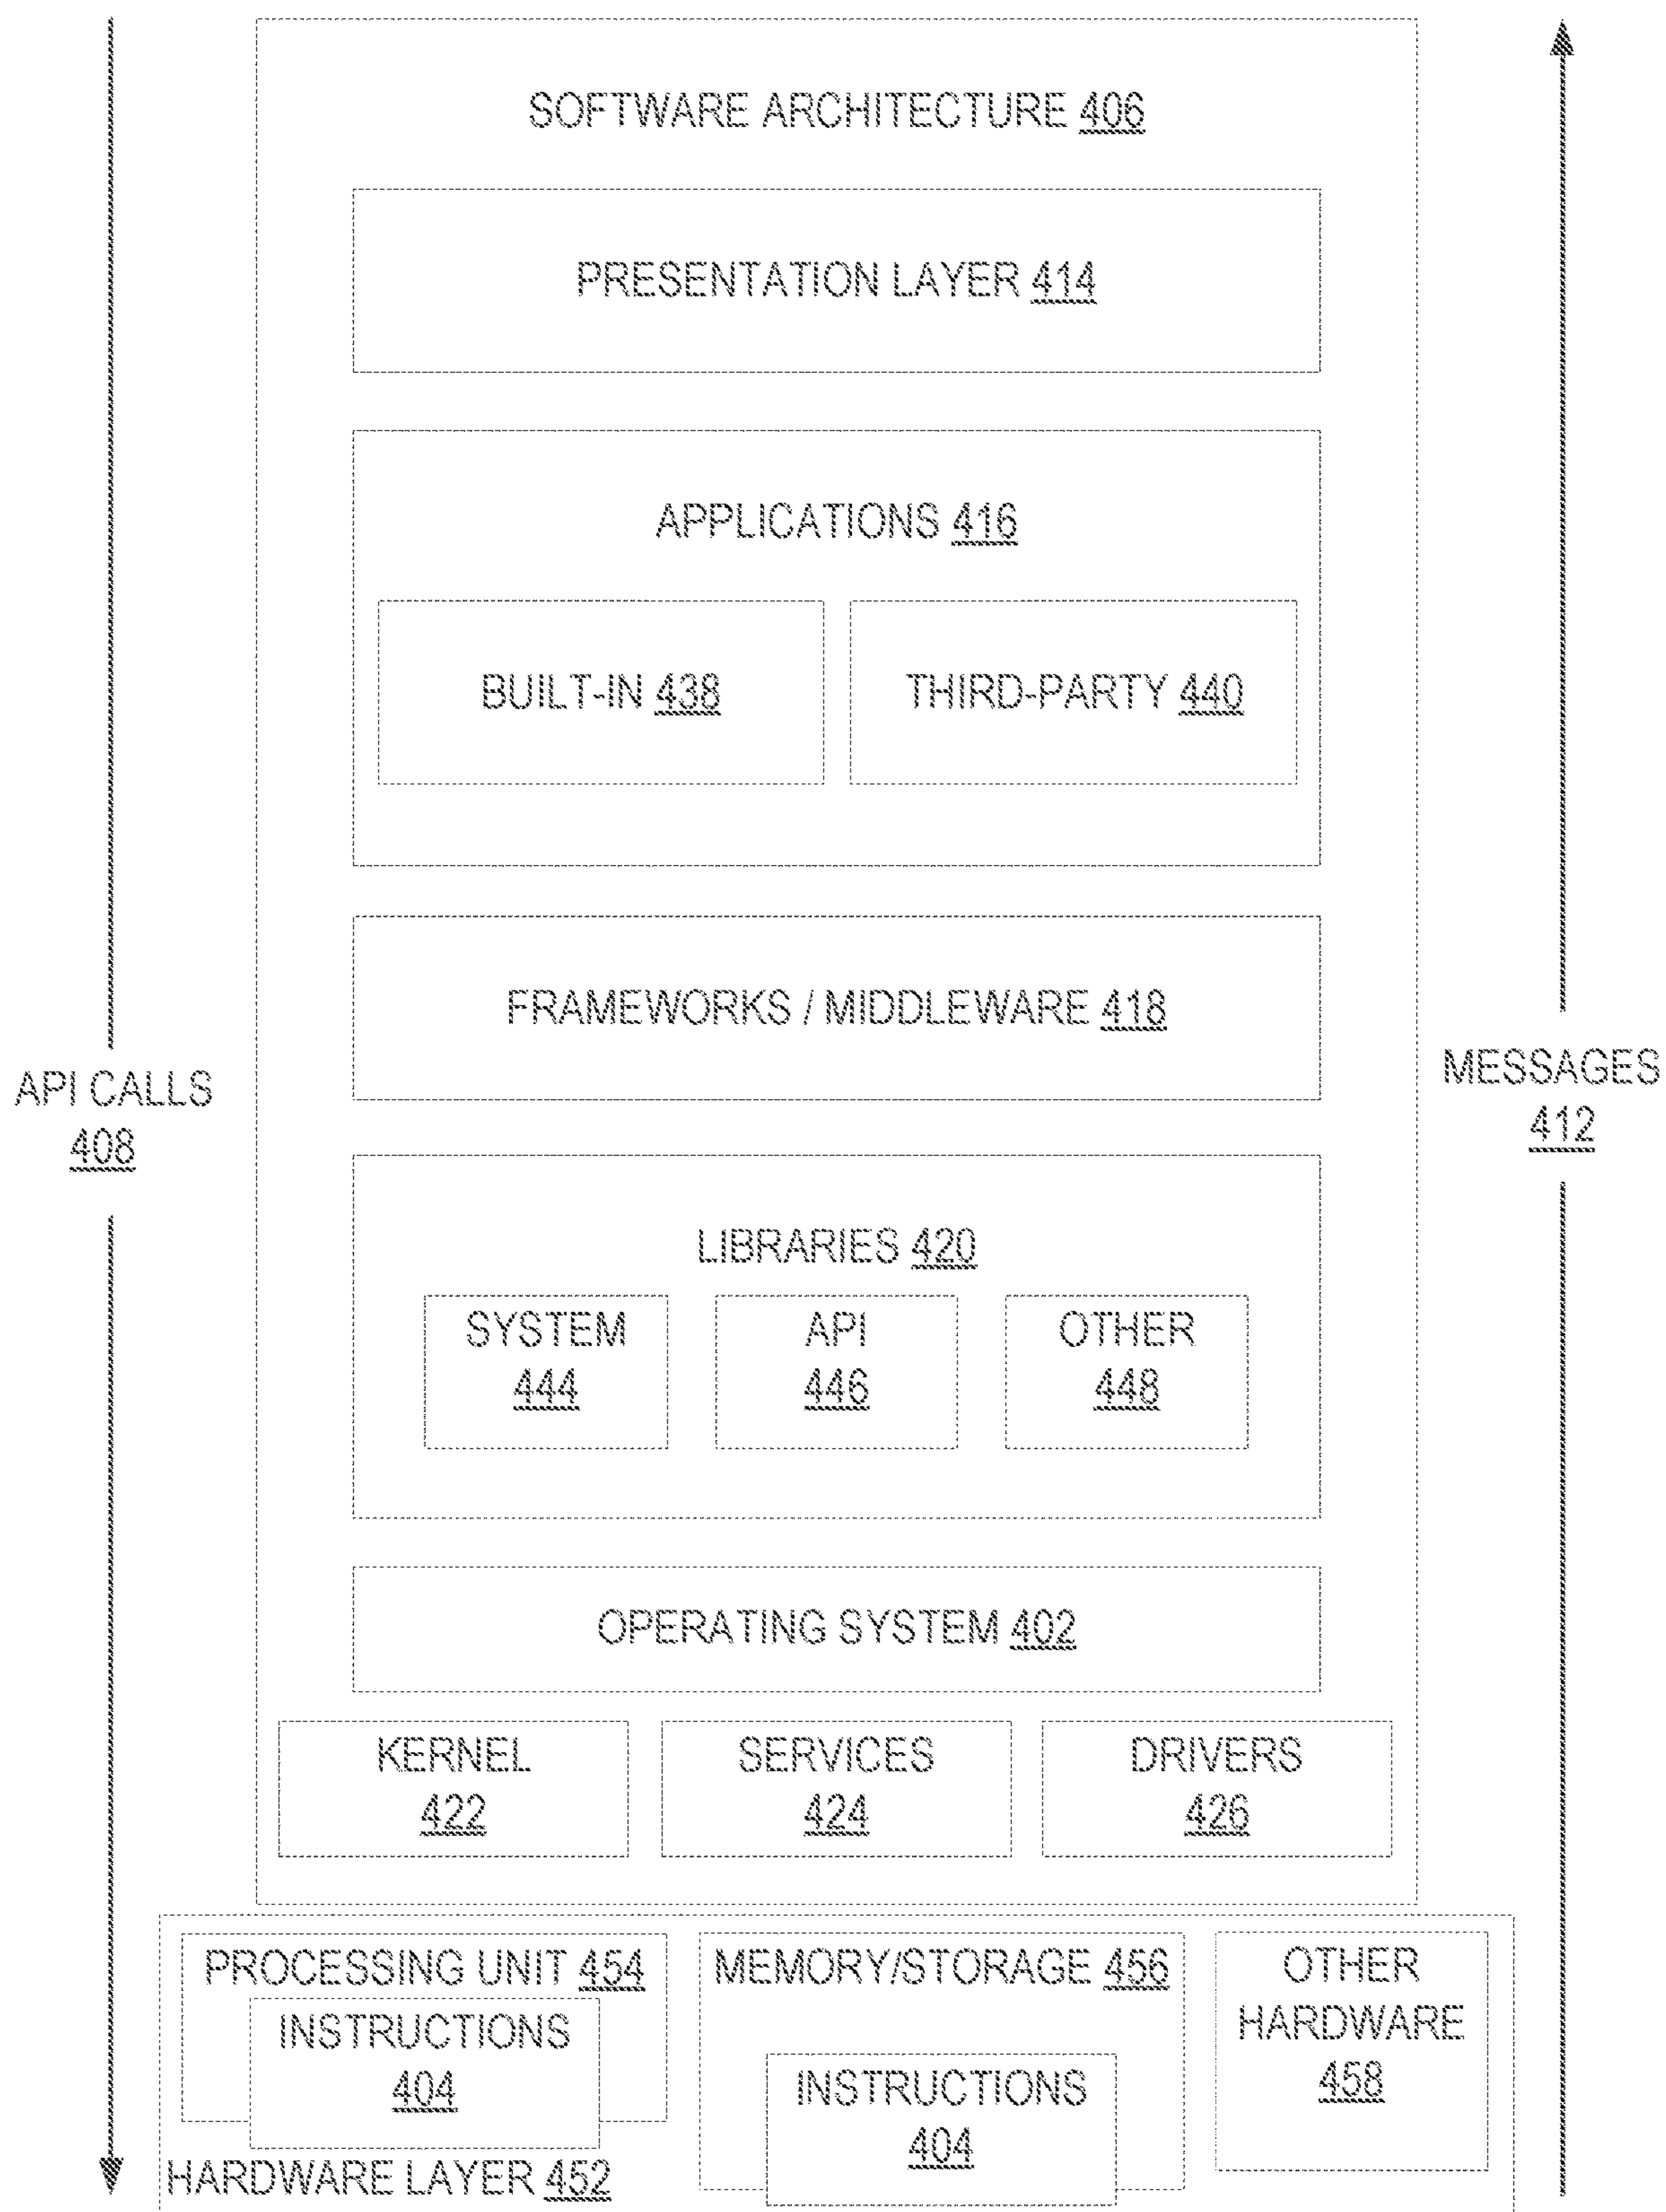 SOFTWARE ARCHITECTURE 406
PRESENTATION LAYER 414
APPLICATIONS 416
BUILT-IN 438
THIRD-PARTY 440
FRAMEWORKS / MIDDLEWARE 418
API CALLS
408
MESSAGES
412
LIBRARIES 420
SYSTEM
444
API
446
OTHER
448
OPERATING SYSTEM 402
KERNEL
422
SERVICES
424
DRIVERS
426
PROCESSING UNIT 454
INSTRUCTIONS
404
MEMORY/STORAGE 456
INSTRUCTIONS
404
OTHER
HARDWARE
458
HARDWARE LAYER 452